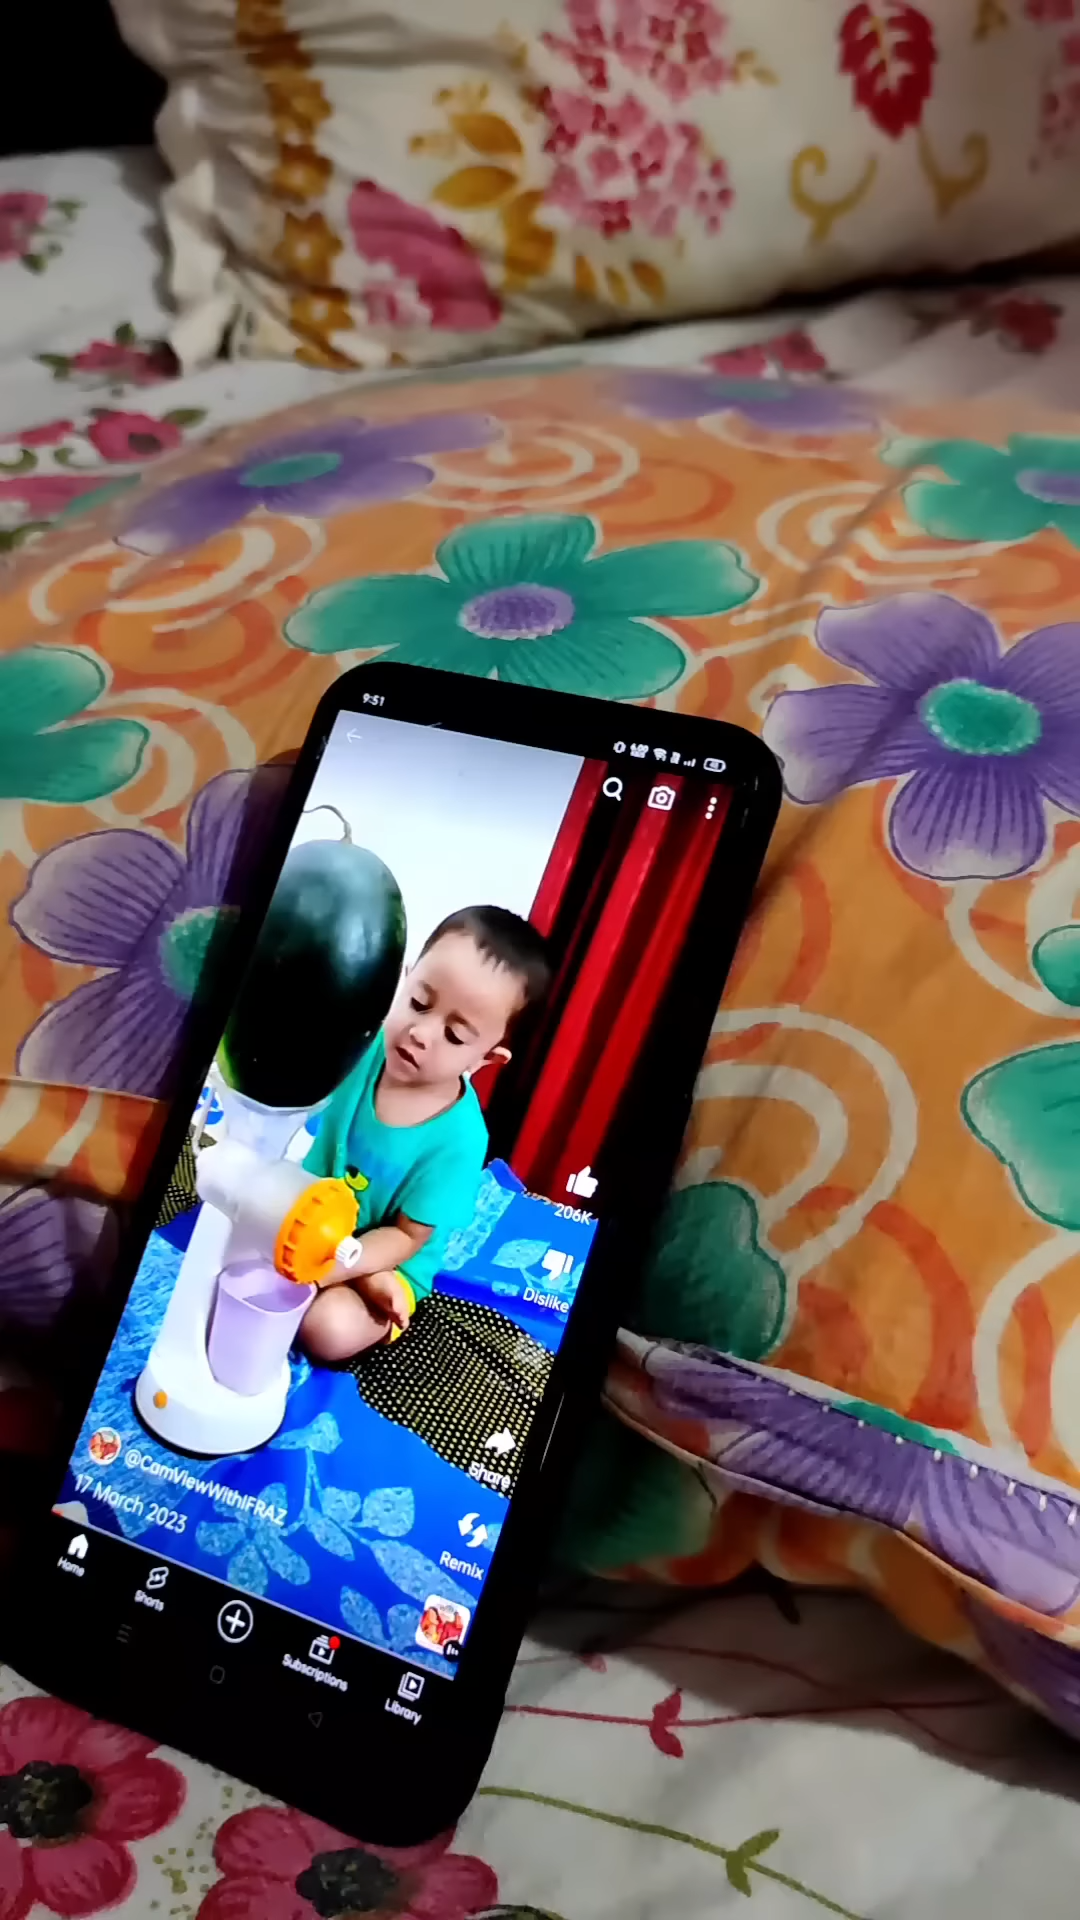 9:51
206K
Dislike
Share
@CamViewWithIFRAZ
17 March 2023
Remix
Home
Shorts
Subscriptions
Library